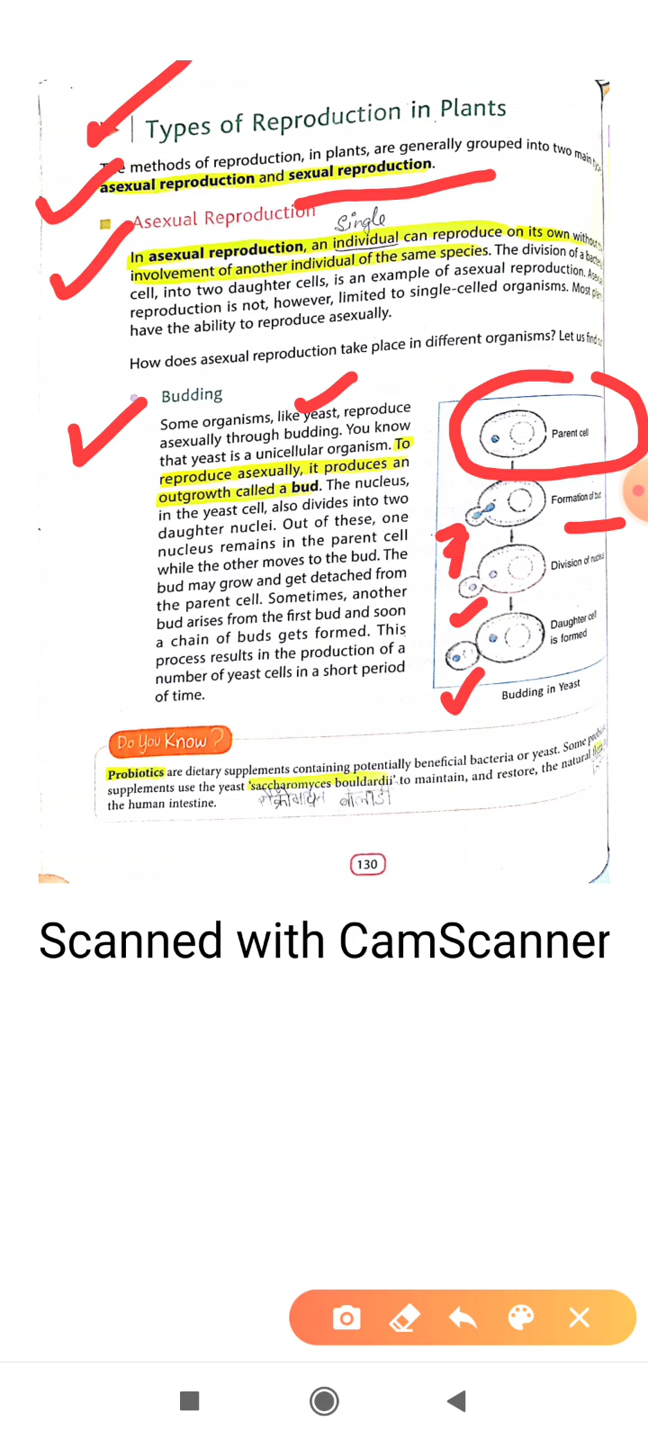 Types of Reproduction in Plants
methods of reproduction, in plants, are generally grouped into two main
asexual reproduction and sexual reproduction.
Asexual Reproduction
Single
In asexual reproduction, an individual can reproduce on its own without
involvement of another individual of the same species. The division of a
cell, into two daughter cells, is an example of asexual reproduction.
reproduction is not, however, limited to single-celled organisms. Most
have the ability to reproduce asexually.
How does asexual reproduction take place in different organisms? Let us find
Budding
Some organisms, like yeast, reproduce
asexually through budding. You know
that yeast is a unicellular organism. To
reproduce asexually, it produces an
outgrowth called a bud. The nucleus,
in the yeast cell, also divides into two
daughter nuclei. Out of these, one
nucleus remains in the parent cell
while the other moves to the bud. The
bud may grow and get detached from
the parent cell. Sometimes, another
bud arises from the first bud and soon
a chain of buds gets formed. This
process results in the production of a
number of yeast cells in a short period
of time.
Parent cell
Formation of bud
Division of
Daughter cell
is formed
Budding in Yeast
Do You Know?
Probiotics are dietary supplements containing potentially beneficial bacteria or yeast. Some
supplements use the yeast 'saccharomyces bouldardii' to maintain, and restore, the natural
the human intestine.
130
Scanned with CamScanner